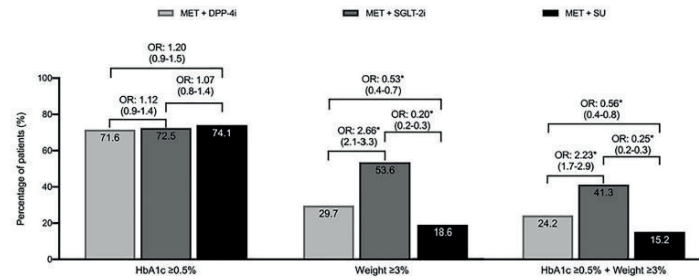 MET + DPP-4i MET + SGLT-2i MET + SU
OR: 1.20
(0.9-1.5)
OR: 1.07
(0.8-1.4)
OR: 1.12
(0.9-1.4)
OR: 0.53*
(0.4-0.7)
OR: 0.20*
(0.2-0.3)
OR: 2.66*
(2.1-3.3)
OR: 0.56*
(0.4-0.8)
OR: 0.25*
(0.2-0.3)
OR: 2.23*
(1.7-2.9)
Percentage of patients (%)
100
80
60
40
20
0
71.6 72.5 74.1
29.7 53.6 18.6
24.2 41.3 15.2
HbA1c ≥0.5% Weight ≥3% HbA1c ≥0.5% + Weight ≥3%